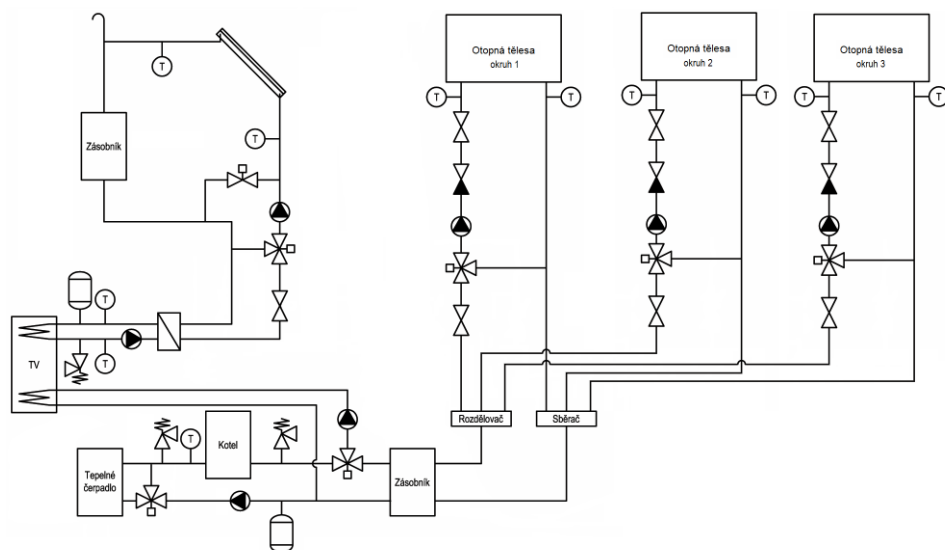 Otopná tělesa
okruh 1
Otopná tělesa
okruh 2
Otopná tělesa
okruh 3
T
T
T
T
T
T
T
T
Zásobník
T
T
TV
Rozdělovač
Sběrač
T
Kotel
Tepelné
čerpadlo
Zásobník